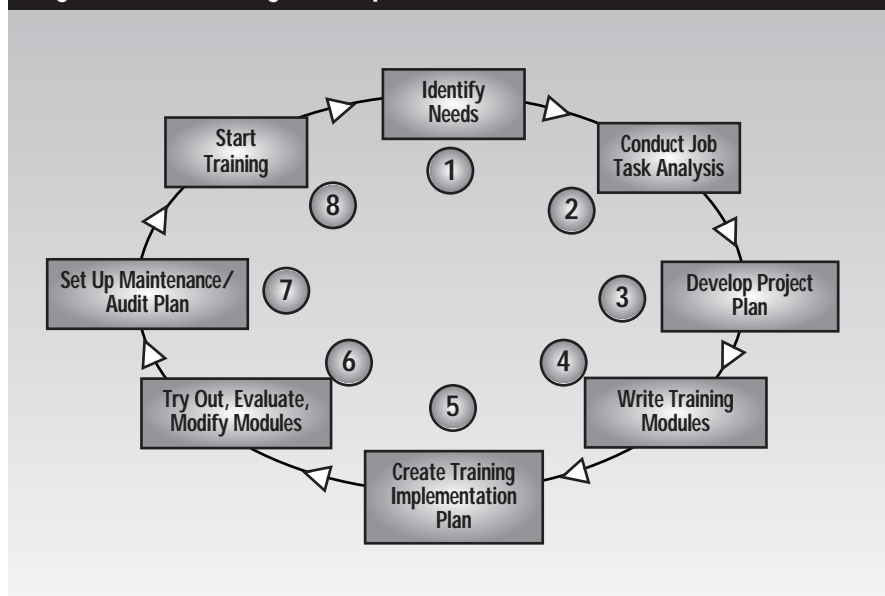 Identify
Needs
1
Conduct Job
Task Analysis
2
Develop Project
Plan
3
Write Training
Modules
4
Create Training
Implementation
Plan
5
Try Out, Evaluate,
Modify Modules
6
Set Up Maintenance/
Audit Plan
7
Start
Training
8